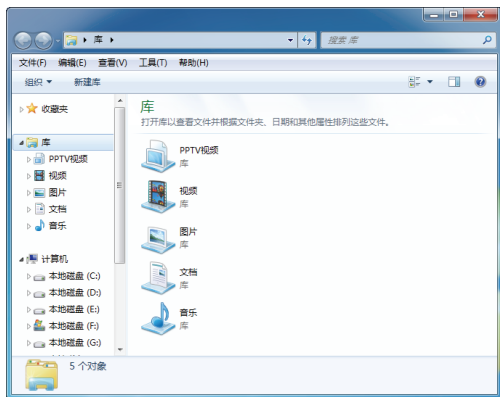 库
搜索 库
文件(F) 编辑(E) 查看(V) 工具(T) 帮助(H)
组织 新建库
收藏夹
库
PPTV视频
视频
图片
文档
音乐
计算机
本地磁盘 (C:)
本地磁盘 (D:)
本地磁盘 (E:)
本地磁盘 (F:)
本地磁盘 (G:)
库
打开库以查看文件并根据文件夹、日期和其他属性排列这些文件。
PPTV视频
库
视频
库
图片
库
文档
库
音乐
库
5 个对象